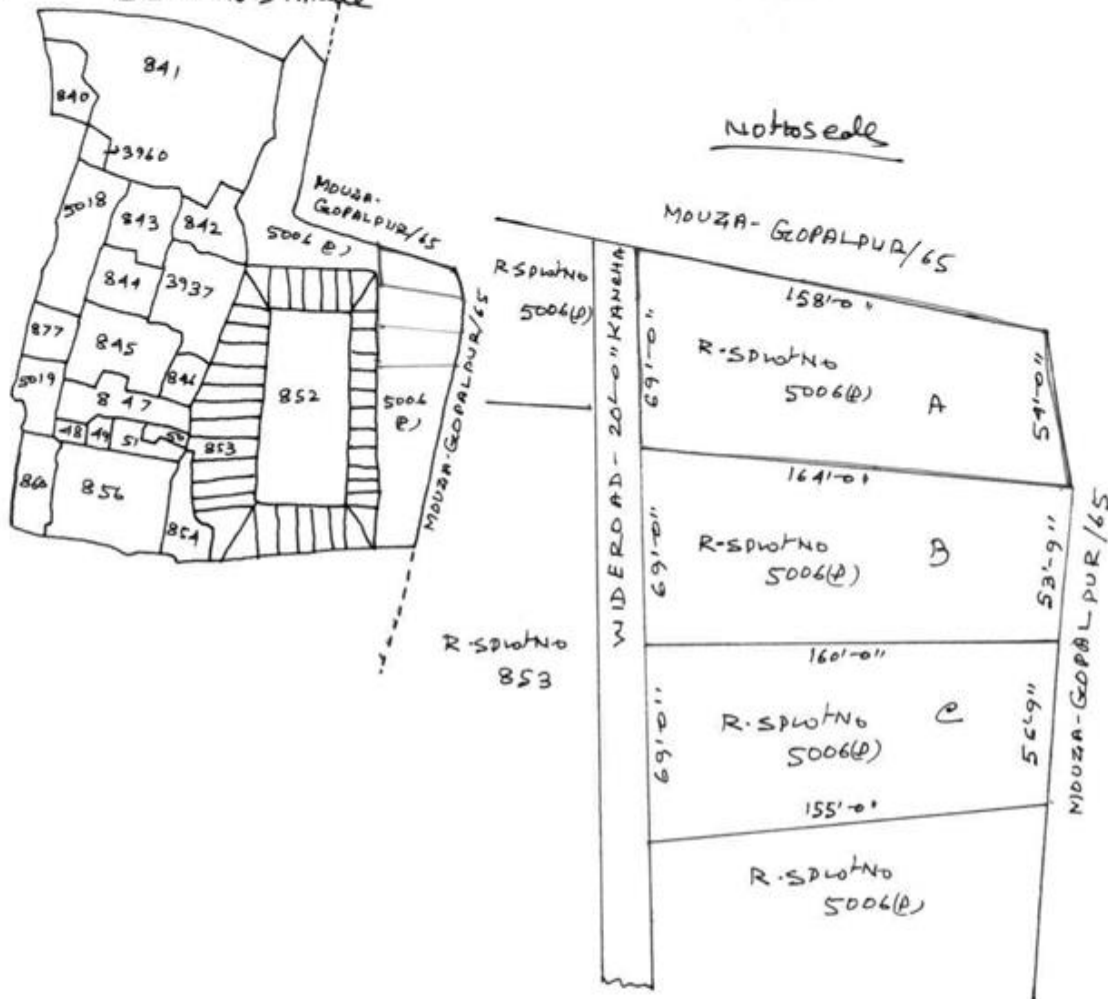 841
840
3960
5018
843
842
MOUZA-
GOPALPUR/65
5006(P)
844
3937
877
845
846
5019
847
852
5006
(P)
MOUZA-GOPALPUR/65
48
49
51
50
853
860
856
854
Not to Scale
MOUZA-GOPALPUR/65
R.S Plot No
5006(P)
158'-0"
69'-0"
R.S Plot No
5006(P)
A
54'-0"
WIDE ROAD-20'-0" KANCHA
164'-0"
69'-0"
R.S Plot No
5006(P)
B
53'-9"
MOUZA-GOPALPUR/65
R.S Plot No
853
160'-0"
69'-0"
R.S Plot No
5006(P)
C
56'-9"
155'-0"
R.S Plot No
5006(P)